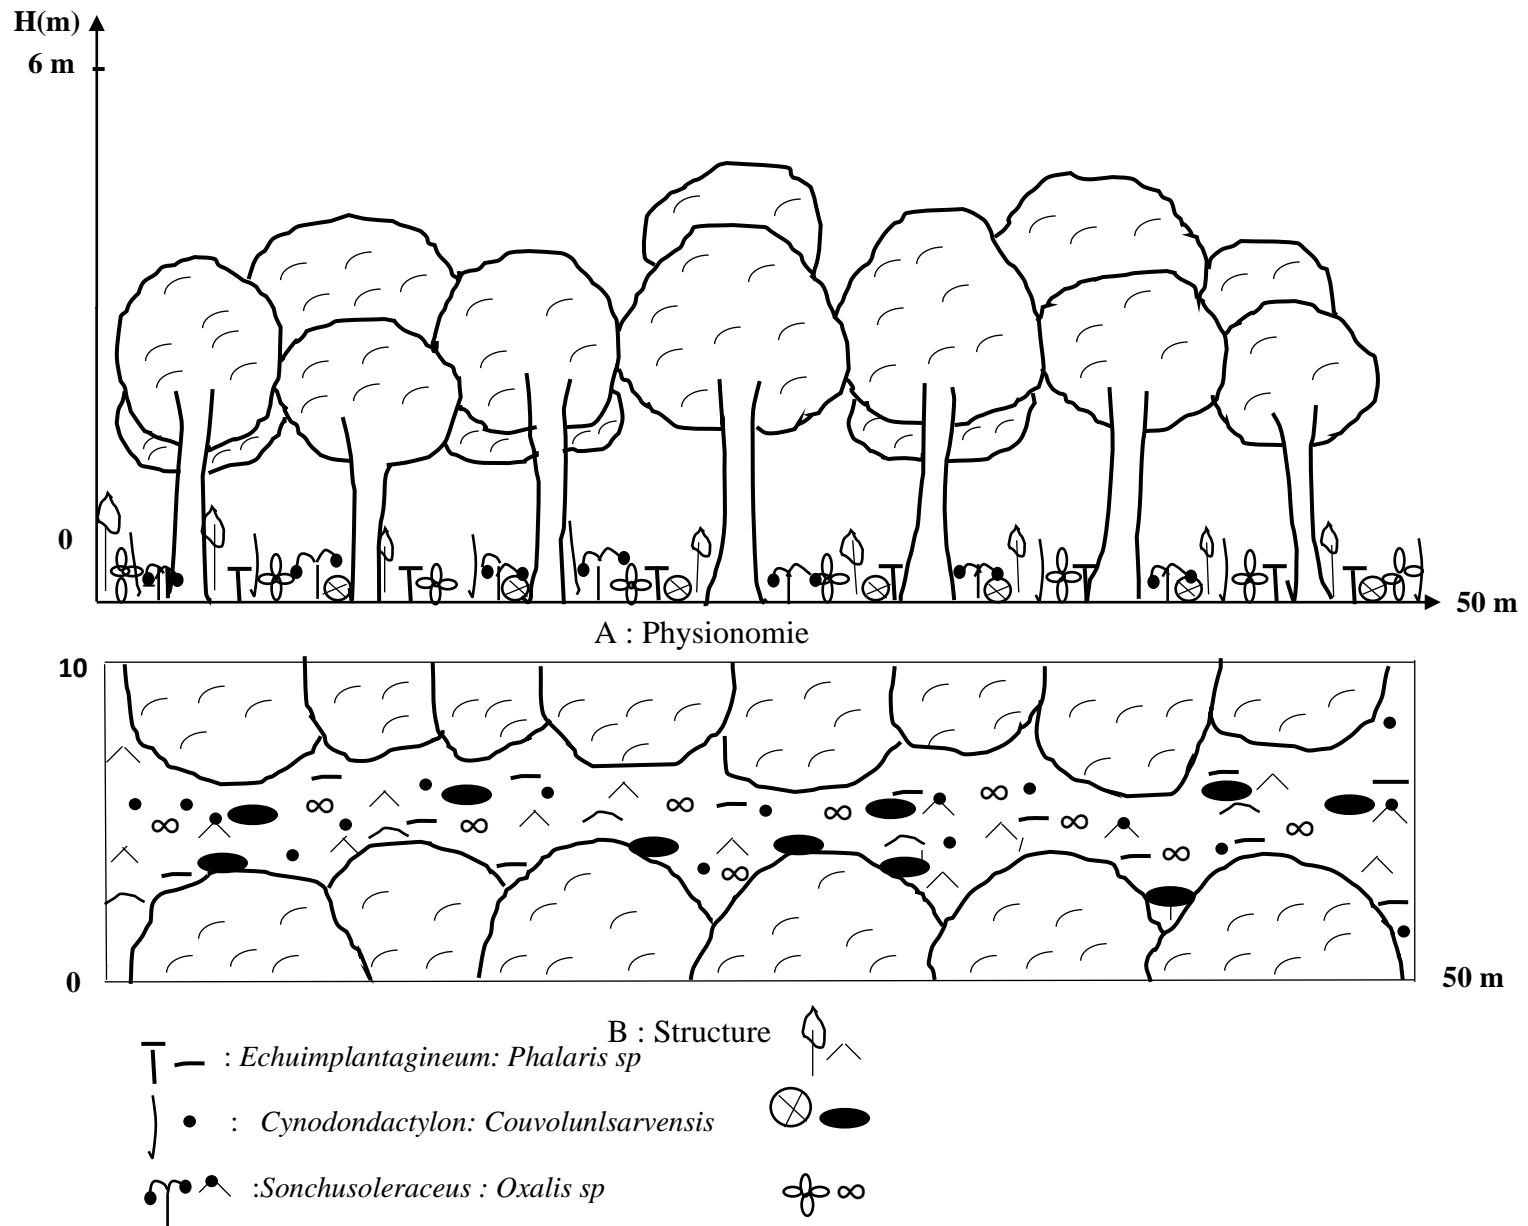 H(m)
6 m
0
50 m
A : Physionomie
10
0
50 m
B : Structure
: Echuimplantagineum: Phalaris sp
: Cynodondactylon: Couvolunlsarvensis
:Sonchusoleraceus : Oxalis sp